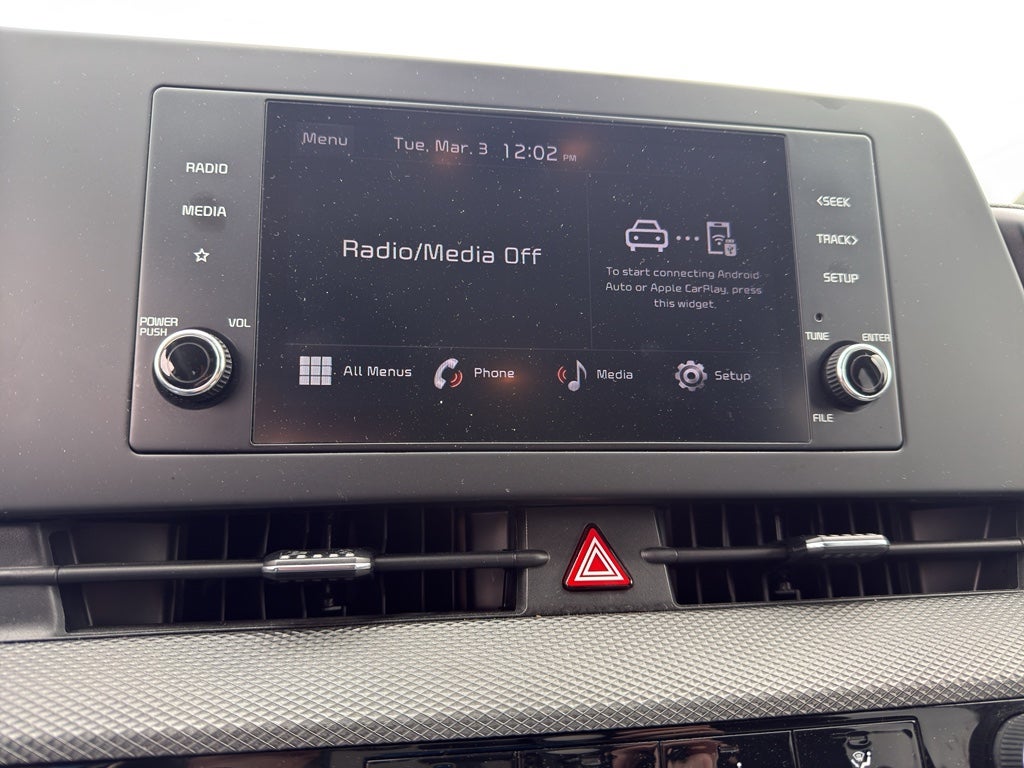 Menu
Tue, Mar. 3 12:02 PM
RADIO
MEDIA
POWER
PUSH
VOL
Radio/Media Off
To start connecting Android
Auto or Apple CarPlay, press
this widget.
All Menus
Phone
Media
Setup
<SEEK
TRACK>
SETUP
TUNE
ENTER
FILE